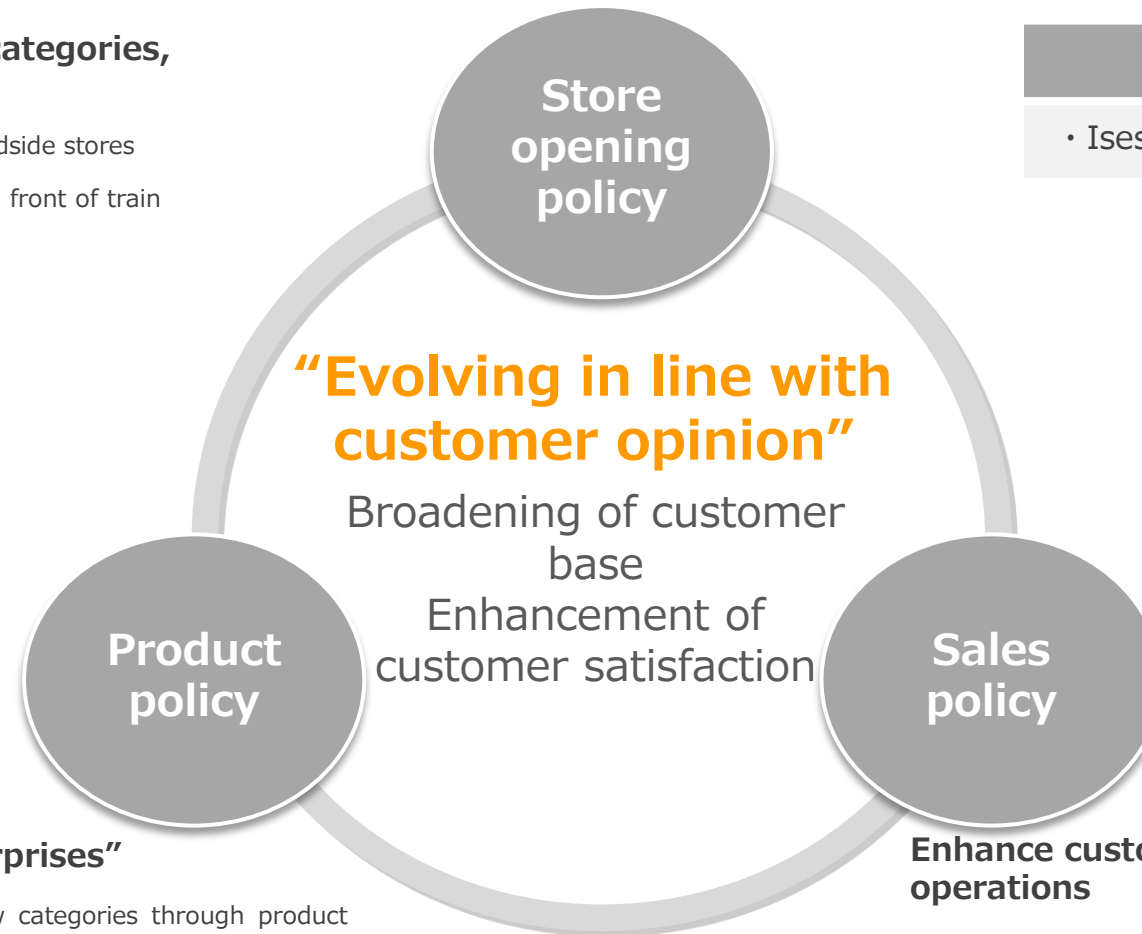 categories,
dside stores
front of train
Store
opening
policy
・Ises
“Evolving in line with
customer opinion”
Broadening of customer
base
Enhancement of
customer satisfaction
Product
policy
Sales
policy
rprises”
categories through product
Enhance custo
operations